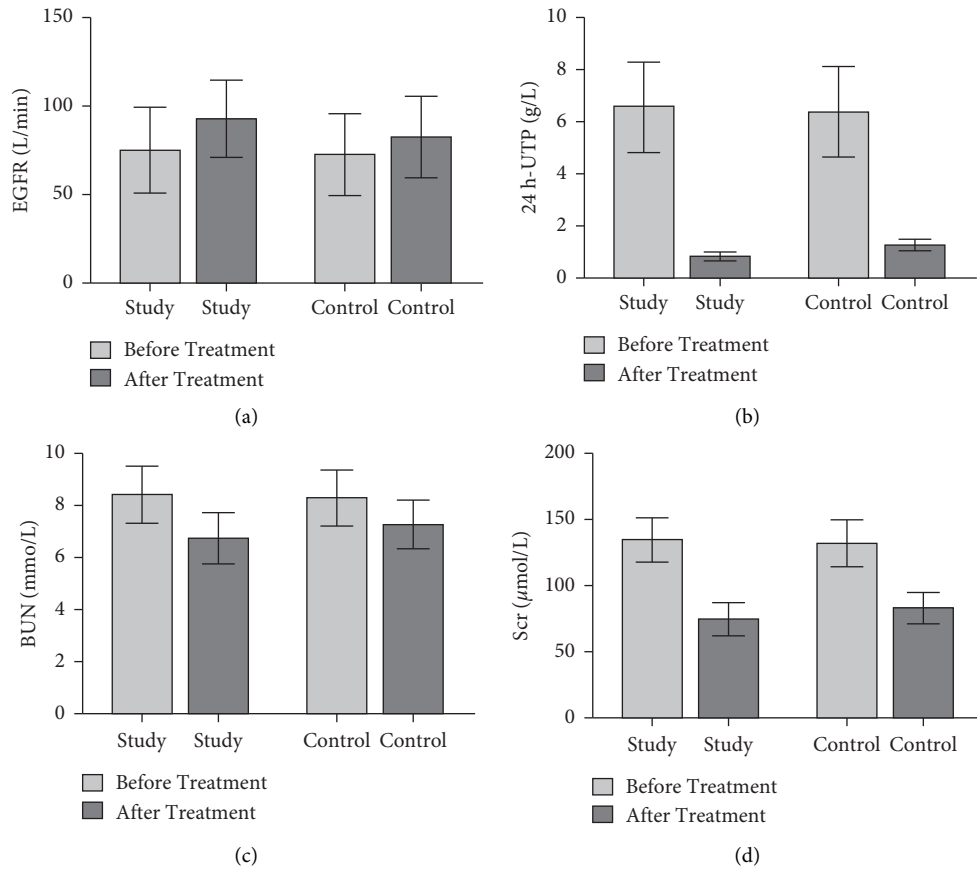 EGFR (L/min)
150
100
50
0
Study Study Control Control
Before Treatment
After Treatment
(a)
24 h-UTP (g/L)
10
8
6
4
2
0
Study Study Control Control
Before Treatment
After Treatment
(b)
BUN (mmo/L)
10
8
6
4
2
0
Study Study Control Control
Before Treatment
After Treatment
(c)
Scr (μmol/L)
200
150
100
50
0
Study Study Control Control
Before Treatment
After Treatment
(d)